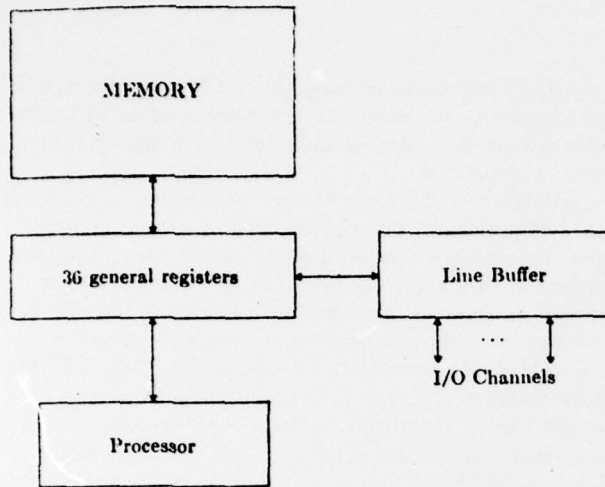 MEMORY
36 general registers
Line Buffer
...
I/O Channels
Processor